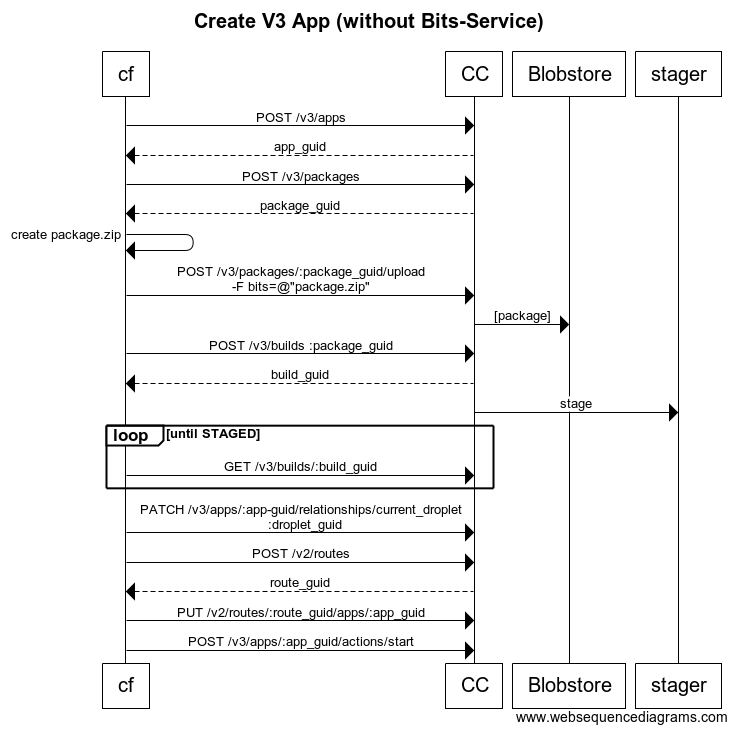 Create V3 App (without Bits-Service)
cf
CC
Blobstore
stager
POST /v3/apps
app_guid
POST /v3/packages
package_guid
create package.zip
POST /v3/packages/:package_guid/upload
-F bits=@"package.zip"
[package]
POST /v3/builds :package_guid
build_guid
stage
loop [until STAGED]
GET /v3/builds/:build_guid
PATCH /v3/apps/:app-guid/relationships/current_droplet
:droplet_guid
POST /v2/routes
route_guid
PUT /v2/routes/:route_guid/apps/:app_guid
POST /v3/apps/:app_guid/actions/start
cf
CC
Blobstore
stager
www.websequencediagrams.com